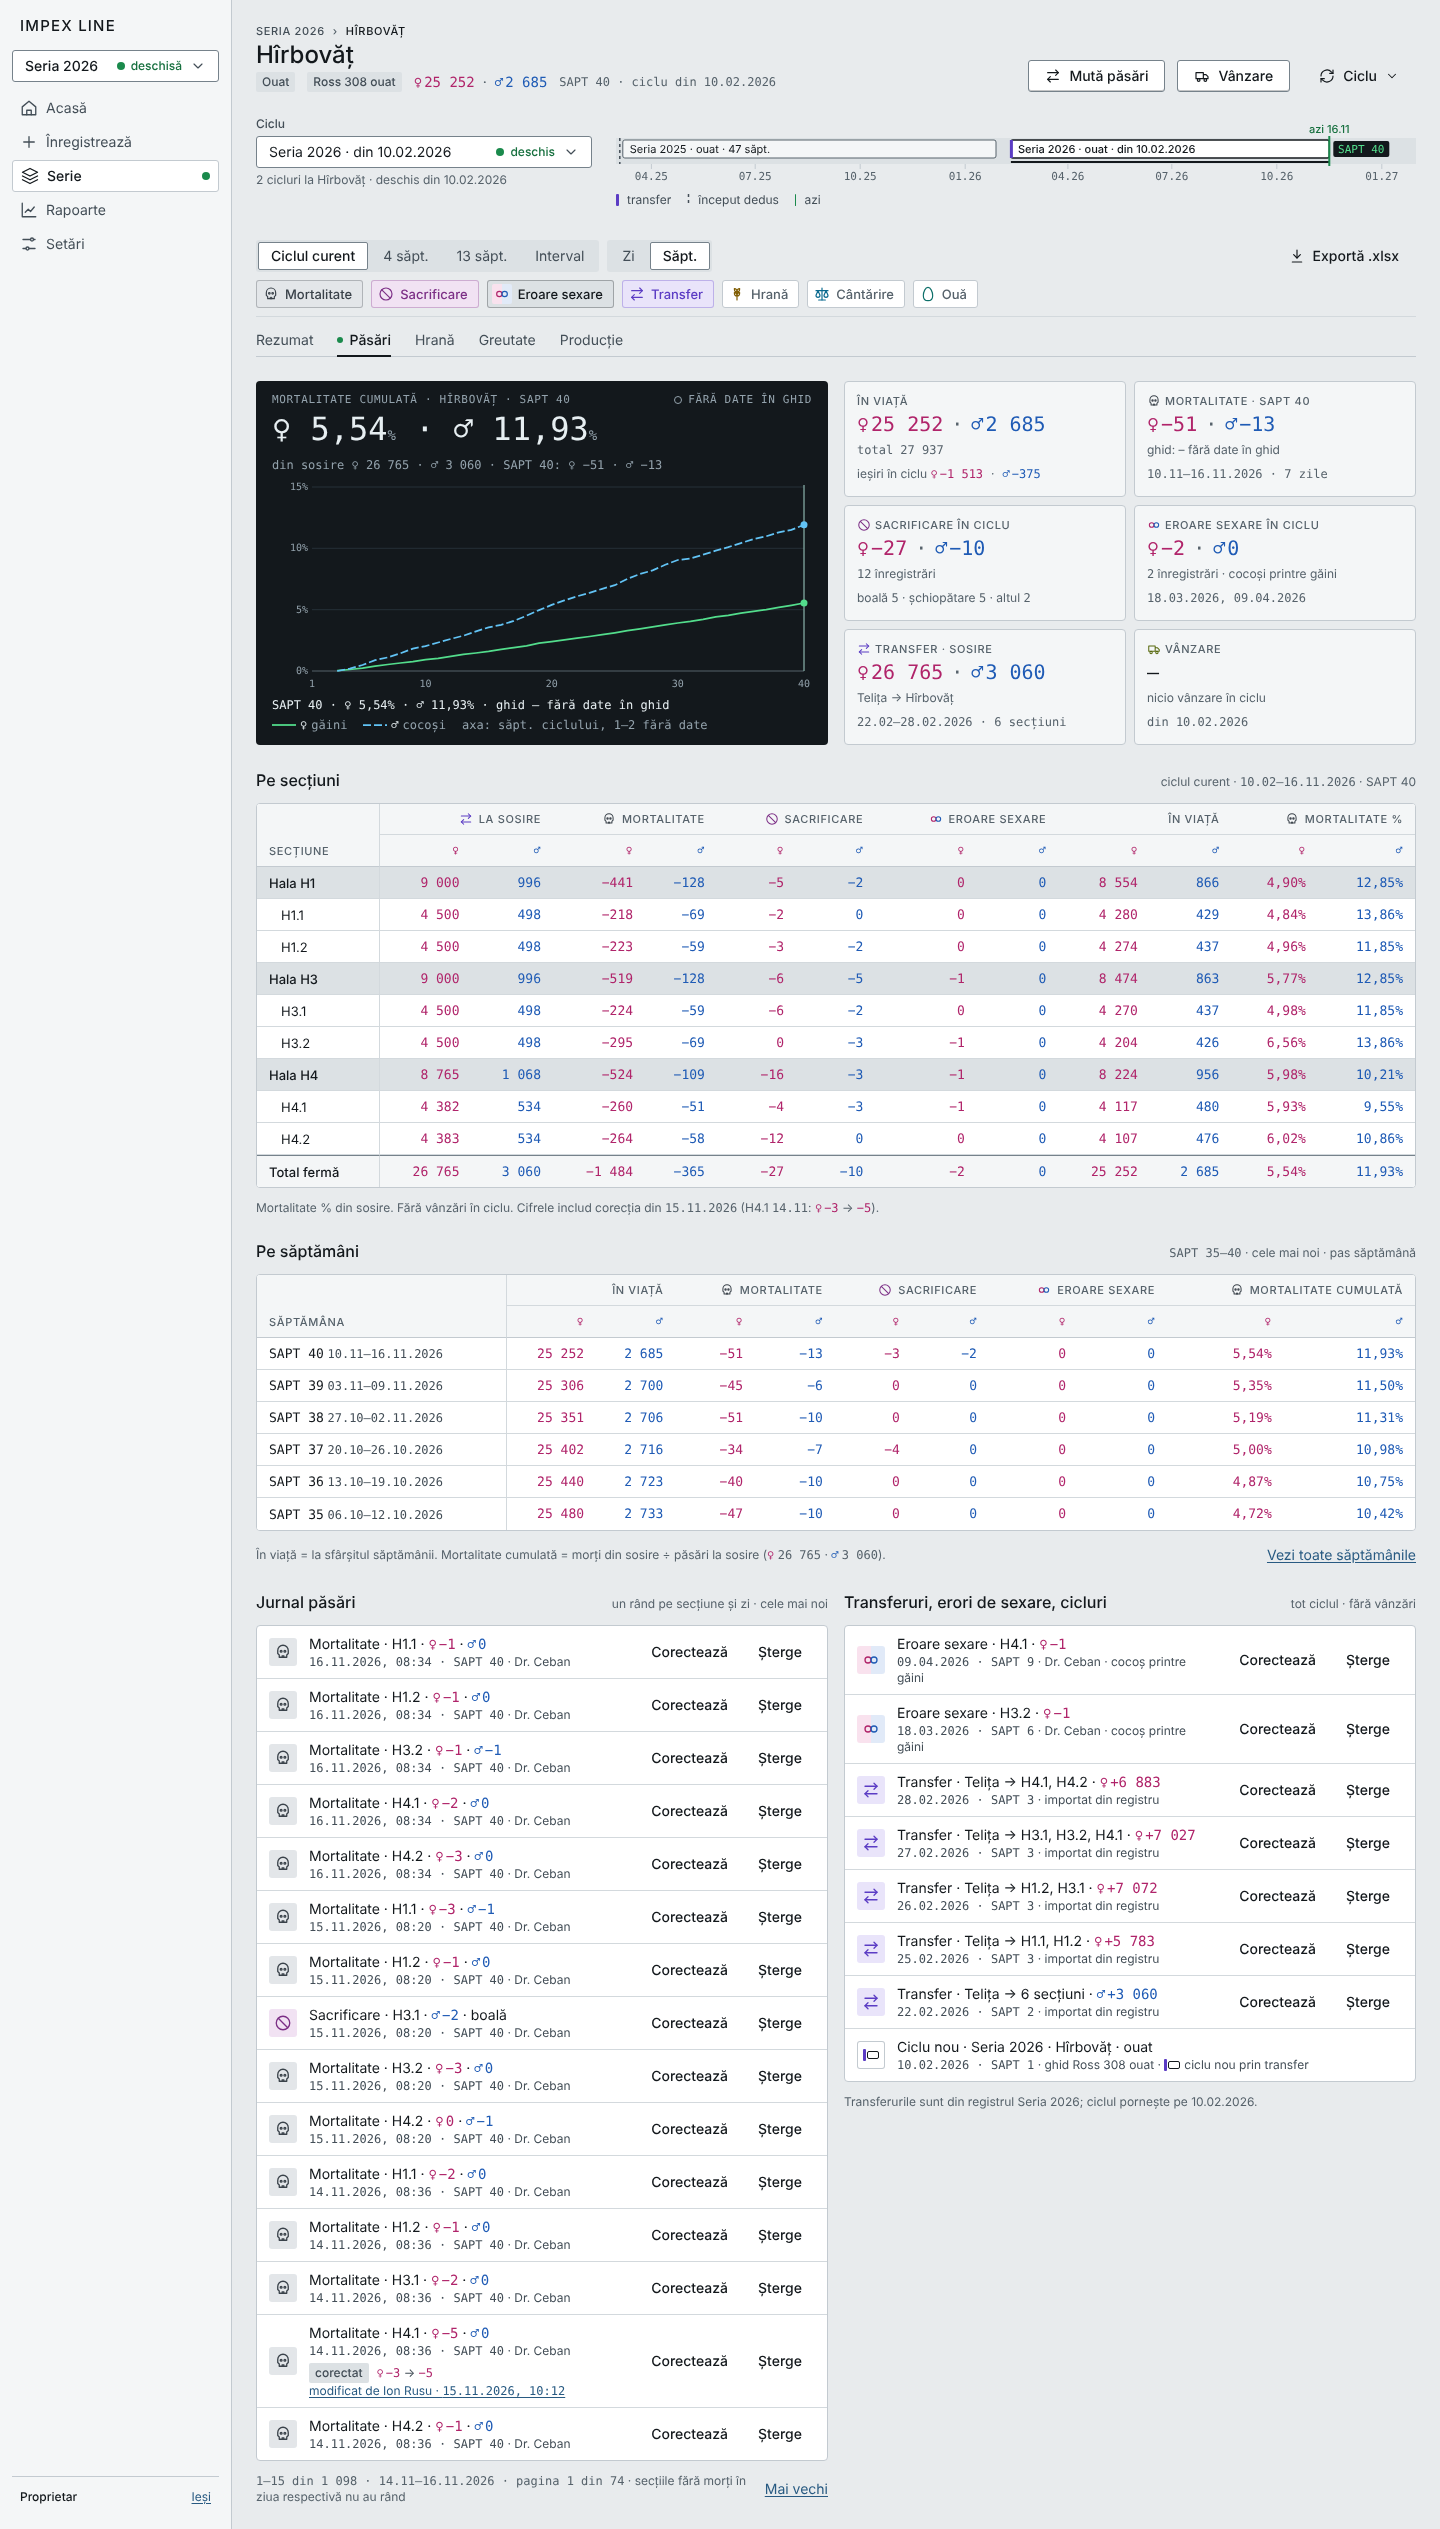 IMPEX LINE
Seria 2026 deschisă
Acasă
Înregistrează
Serie
Rapoarte
Setări
Proprietar Ieși
SERIA 2026 › HÎRBOVĂȚ
Hîrbovăț
Ouat Ross 308 ouat ♀25 252 · ♂2 685 SAPT 40 · ciclu din 10.02.2026
Mută păsări Vânzare Ciclu
Ciclu
Seria 2026 · din 10.02.2026 deschis
2 cicluri la Hîrbovăț · deschis din 10.02.2026
azi 16.11
Seria 2025 · ouat · 47 săpt. Seria 2026 · ouat · din 10.02.2026 SAPT 40
04.25 07.25 10.25 01.26 04.26 07.26 10.26 01.27
transfer început dedus azi
Ciclul curent 4 săpt. 13 săpt. Interval Zi Săpt. Exportă .xlsx
Mortalitate Sacrificare Eroare sexare Transfer Hrană Cântărire Ouă
Rezumat Păsări Hrană Greutate Producție
MORTALITATE CUMULATĂ · HÎRBOVĂȚ · SAPT 40 FĂRĂ DATE ÎN GHID
♀ 5,54% · ♂ 11,93%
din sosire ♀ 26 765 · ♂ 3 060 · SAPT 40: ♀ −51 · ♂ −13
15%
10%
5%
0%
1 10 20 30 40
SAPT 40 · ♀ 5,54% · ♂ 11,93% · ghid – fără date în ghid
♀ găini ♂ cocoși axa: săpt. ciclului, 1–2 fără date
ÎN VIAȚĂ
♀25 252 · ♂2 685
total 27 937
ieșiri în ciclu ♀−1 513 · ♂−375
MORTALITATE · SAPT 40
♀−51 · ♂−13
ghid: – fără date în ghid
10.11–16.11.2026 · 7 zile
SACRIFICARE ÎN CICLU
♀−27 · ♂−10
12 înregistrări
boală 5 · șchiopătare 5 · altul 2
EROARE SEXARE ÎN CICLU
♀−2 · ♂0
2 înregistrări · cocoși printre găini
18.03.2026, 09.04.2026
TRANSFER · SOSIRE
♀26 765 · ♂3 060
Telița → Hîrbovăț
22.02–28.02.2026 · 6 secțiuni
VÂNZARE
–
nicio vânzare în ciclu
din 10.02.2026
Pe secțiuni ciclul curent · 10.02–16.11.2026 · SAPT 40
LA SOSIRE MORTALITATE SACRIFICARE EROARE SEXARE ÎN VIAȚĂ MORTALITATE %
SECȚIUNE ♀ ♂ ♀ ♂ ♀ ♂ ♀ ♂ ♀ ♂ ♀ ♂
Hala H1 9 000 996 −441 −128 −5 −2 0 0 8 554 866 4,90% 12,85%
H1.1 4 500 498 −218 −69 −2 0 0 0 4 280 429 4,84% 13,86%
H1.2 4 500 498 −223 −59 −3 −2 0 0 4 274 437 4,96% 11,85%
Hala H3 9 000 996 −519 −128 −6 −5 −1 0 8 474 863 5,77% 12,85%
H3.1 4 500 498 −224 −59 −6 −2 0 0 4 270 437 4,98% 11,85%
H3.2 4 500 498 −295 −69 0 −3 −1 0 4 204 426 6,56% 13,86%
Hala H4 8 765 1 068 −524 −109 −16 −3 −1 0 8 224 956 5,98% 10,21%
H4.1 4 382 534 −260 −51 −4 −3 −1 0 4 117 480 5,93% 9,55%
H4.2 4 383 534 −264 −58 −12 0 0 0 4 107 476 6,02% 10,86%
Total fermă 26 765 3 060 −1 484 −365 −27 −10 −2 0 25 252 2 685 5,54% 11,93%
Mortalitate % din sosire. Fără vânzări în ciclu. Cifrele includ corecția din 15.11.2026 (H4.1 14.11: ♀−3 → −5).
Pe săptămâni SAPT 35–40 · cele mai noi · pas săptămână
ÎN VIAȚĂ MORTALITATE SACRIFICARE EROARE SEXARE MORTALITATE CUMULATĂ
SĂPTĂMÂNA ♀ ♂ ♀ ♂ ♀ ♂ ♀ ♂ ♀ ♂
SAPT 40 10.11–16.11.2026 25 252 2 685 −51 −13 −3 −2 0 0 5,54% 11,93%
SAPT 39 03.11–09.11.2026 25 306 2 700 −45 −6 0 0 0 0 5,35% 11,50%
SAPT 38 27.10–02.11.2026 25 351 2 706 −51 −10 0 0 0 0 5,19% 11,31%
SAPT 37 20.10–26.10.2026 25 402 2 716 −34 −7 −4 0 0 0 5,00% 10,98%
SAPT 36 13.10–19.10.2026 25 440 2 723 −40 −10 0 0 0 0 4,87% 10,75%
SAPT 35 06.10–12.10.2026 25 480 2 733 −47 −10 0 0 0 0 4,72% 10,42%
În viață = la sfârșitul săptămânii. Mortalitate cumulată = morți din sosire ÷ păsări la sosire (♀ 26 765 · ♂ 3 060). Vezi toate săptămânile
Jurnal păsări un rând pe secțiune și zi · cele mai noi
Mortalitate · H1.1 · ♀−1 · ♂0 Corectează Șterge
16.11.2026, 08:34 · SAPT 40 · Dr. Ceban
Mortalitate · H1.2 · ♀−1 · ♂0 Corectează Șterge
16.11.2026, 08:34 · SAPT 40 · Dr. Ceban
Mortalitate · H3.2 · ♀−1 · ♂−1 Corectează Șterge
16.11.2026, 08:34 · SAPT 40 · Dr. Ceban
Mortalitate · H4.1 · ♀−2 · ♂0 Corectează Șterge
16.11.2026, 08:34 · SAPT 40 · Dr. Ceban
Mortalitate · H4.2 · ♀−3 · ♂0 Corectează Șterge
16.11.2026, 08:34 · SAPT 40 · Dr. Ceban
Mortalitate · H1.1 · ♀−3 · ♂−1 Corectează Șterge
15.11.2026, 08:20 · SAPT 40 · Dr. Ceban
Mortalitate · H1.2 · ♀−1 · ♂0 Corectează Șterge
15.11.2026, 08:20 · SAPT 40 · Dr. Ceban
Sacrificare · H3.1 · ♂−2 · boală Corectează Șterge
15.11.2026, 08:20 · SAPT 40 · Dr. Ceban
Mortalitate · H3.2 · ♀−3 · ♂0 Corectează Șterge
15.11.2026, 08:20 · SAPT 40 · Dr. Ceban
Mortalitate · H4.2 · ♀0 · ♂−1 Corectează Șterge
15.11.2026, 08:20 · SAPT 40 · Dr. Ceban
Mortalitate · H1.1 · ♀−2 · ♂0 Corectează Șterge
14.11.2026, 08:36 · SAPT 40 · Dr. Ceban
Mortalitate · H1.2 · ♀−1 · ♂0 Corectează Șterge
14.11.2026, 08:36 · SAPT 40 · Dr. Ceban
Mortalitate · H3.1 · ♀−2 · ♂0 Corectează Șterge
14.11.2026, 08:36 · SAPT 40 · Dr. Ceban
Mortalitate · H4.1 · ♀−5 · ♂0 Corectează Șterge
14.11.2026, 08:36 · SAPT 40 · Dr. Ceban
corectat ♀−3 → −5
modificat de Ion Rusu · 15.11.2026, 10:12
Mortalitate · H4.2 · ♀−1 · ♂0 Corectează Șterge
14.11.2026, 08:36 · SAPT 40 · Dr. Ceban
1–15 din 1 098 · 14.11–16.11.2026 · pagina 1 din 74 · secțiile fără morți în
ziua respectivă nu au rând
Mai vechi
Transferuri, erori de sexare, cicluri tot ciclul · fără vânzări
Eroare sexare · H4.1 · ♀−1 Corectează Șterge
09.04.2026 · SAPT 9 · Dr. Ceban · cocoș printre
găini
Eroare sexare · H3.2 · ♀−1 Corectează Șterge
18.03.2026 · SAPT 6 · Dr. Ceban · cocoș printre
găini
Transfer · Telița → H4.1, H4.2 · ♀+6 883 Corectează Șterge
28.02.2026 · SAPT 3 · importat din registru
Transfer · Telița → H3.1, H3.2, H4.1 · ♀+7 027 Corectează Șterge
27.02.2026 · SAPT 3 · importat din registru
Transfer · Telița → H1.2, H3.1 · ♀+7 072 Corectează Șterge
26.02.2026 · SAPT 3 · importat din registru
Transfer · Telița → H1.1, H1.2 · ♀+5 783 Corectează Șterge
25.02.2026 · SAPT 3 · importat din registru
Transfer · Telița → 6 secțiuni · ♂+3 060 Corectează Șterge
22.02.2026 · SAPT 2 · importat din registru
Ciclu nou · Seria 2026 · Hîrbovăț · ouat
10.02.2026 · SAPT 1 · ghid Ross 308 ouat · ciclu nou prin transfer
Transferurile sunt din registrul Seria 2026; ciclul pornește pe 10.02.2026.